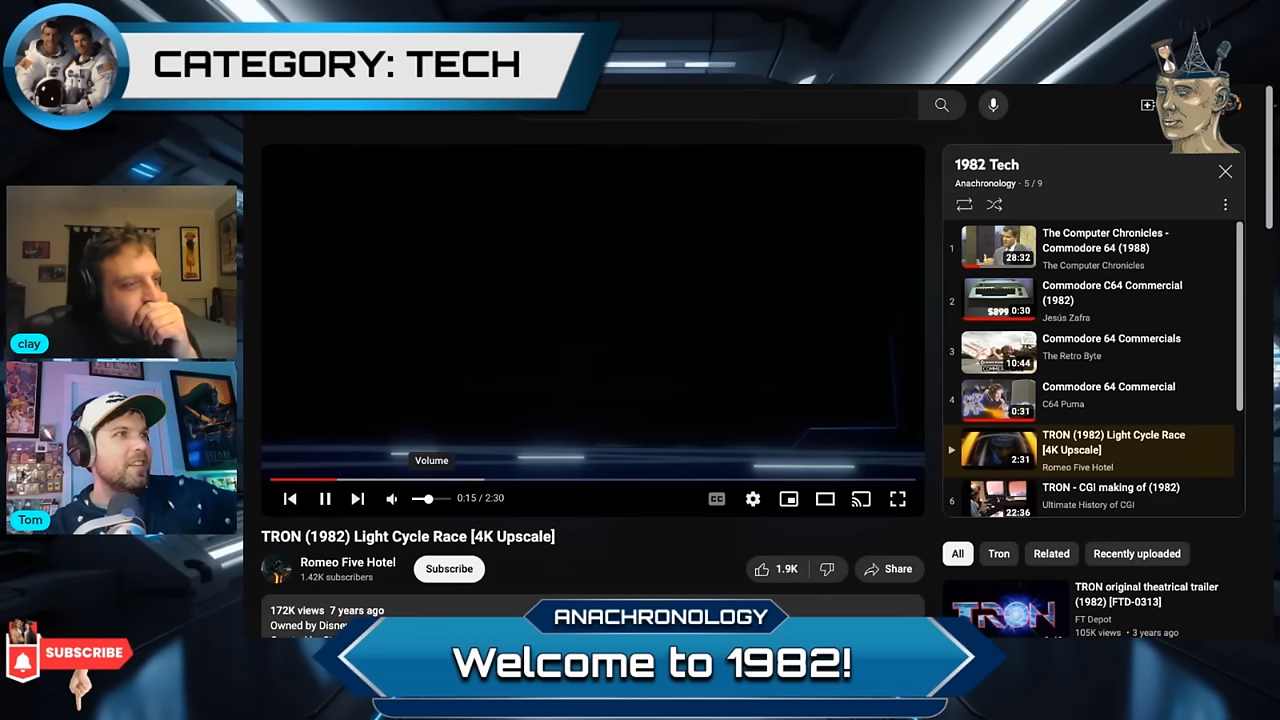 CATEGORY: TECH
clay
Tom
SUBSCRIBE
Volume
0:15 / 2:30
CC
TRON (1982) Light Cycle Race [4K Upscale]
Romeo Five Hotel
1.42K subscribers
Subscribe
1.9K
Share
172K views 7 years ago
Owned by Disne
1982 Tech
Anachronology - 5 / 9
1
28:32
The Computer Chronicles -
Commodore 64 (1988)
The Computer Chronicles
2
$899 0:30
Commodore C64 Commercial
(1982)
Jesús Zafra
3
10:44
Commodore 64 Commercials
The Retro Byte
4
0:31
Commodore 64 Commercial
C64 Puma
2:31
TRON (1982) Light Cycle Race
[4K Upscale]
Romeo Five Hotel
6
22:36
TRON - CGI making of (1982)
Ultimate History of CGI
All
Tron
Related
Recently uploaded
TRON
TRON original theatrical trailer
(1982) [FTD-0313]
FT Depot
105K views • 3 years ago
ANACHRONOLOGY
Welcome to 1982!